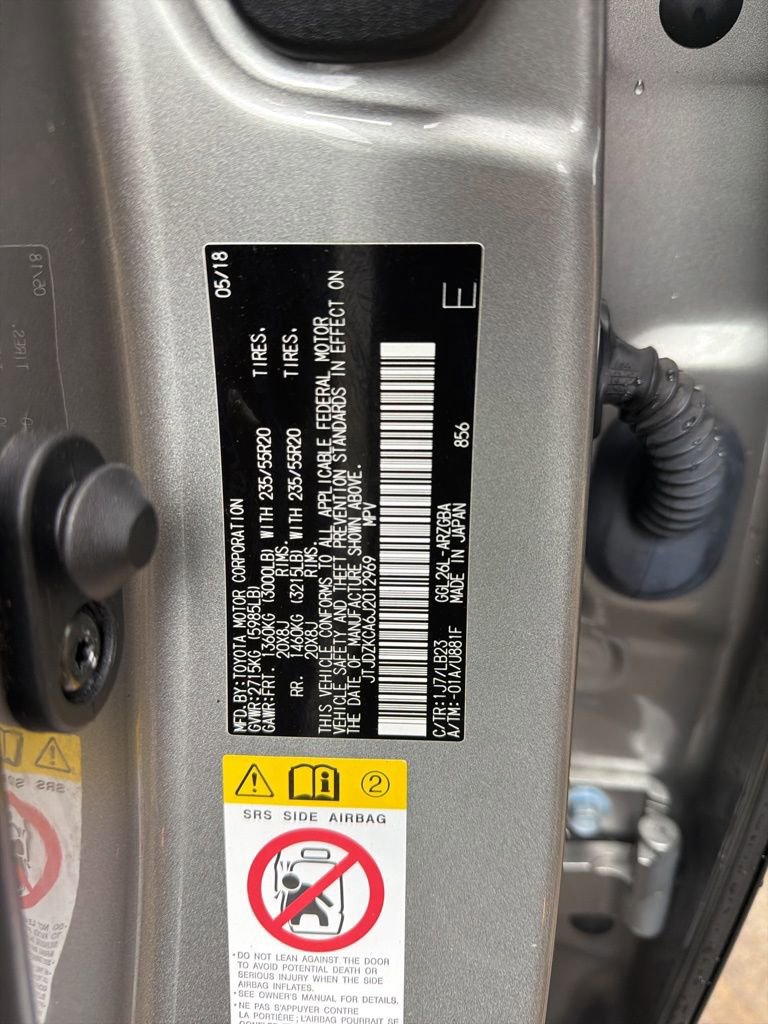 MFD.BY:TOYOTA MOTOR CORPORATION 05/18
GVWR:2715KG (5985LB)
GAWR:FRT. 1360KG (3000LB) WITH 235/55R20 TIRES,
20X8J RIMS.
RR. 1460KG (3215LB) WITH 235/55R20 TIRES,
20X8J RIMS.
THIS VEHICLE CONFORMS TO ALL APPLICABLE FEDERAL MOTOR
VEHICLE SAFETY AND THEFT PREVENTION STANDARDS IN EFFECT ON
THE DATE OF MANUFACTURE SHOWN ABOVE.
JTJDZKCA6J2012969 MPV
C/TR:1J7/LB23 GGL26L-ARZGBA 856 E
A/TM:-01A/U881F MADE IN JAPAN
2
SRS SIDE AIRBAG
•DO NOT LEAN AGAINST THE DOOR
TO AVOID POTENTIAL DEATH OR
SERIOUS INJURY WHEN THE SIDE
AIRBAG INFLATES.
•SEE OWNER'S MANUAL FOR DETAILS.
•NE PAS S'APPUYER CONTRE
LA PORTIÈRE ; L'AIRBAG POURRAIT SE
05/18
TIRES,
SRS